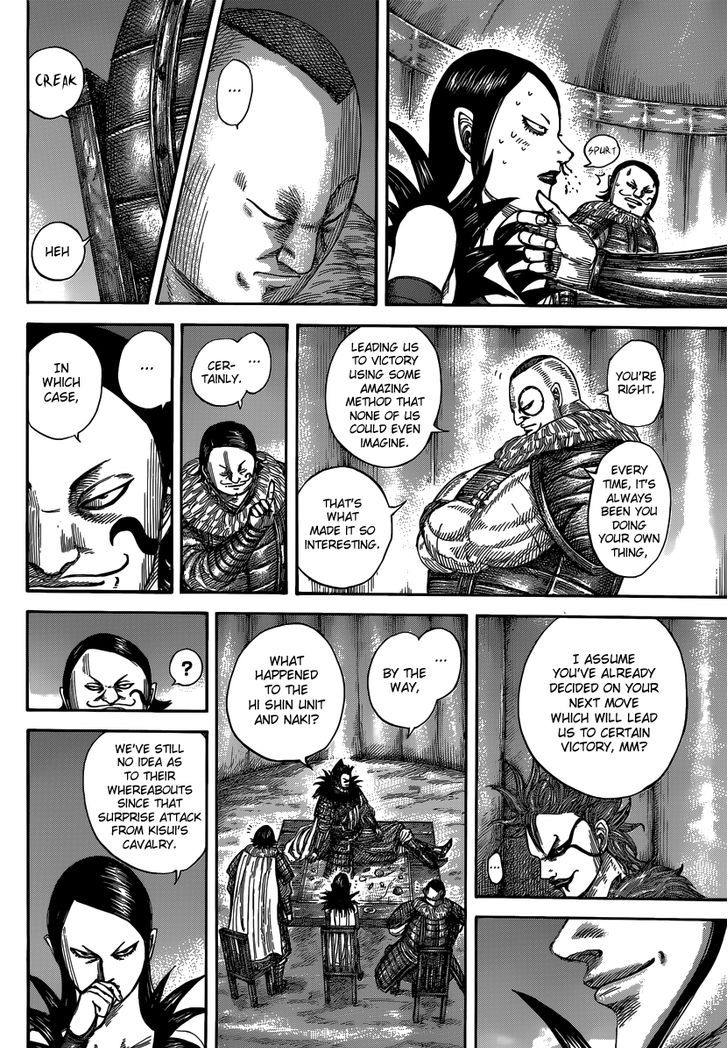 SPURT
...
CREAK
HEH
YOU'RE
RIGHT.
EVERY
TIME, IT'S
ALWAYS
BEEN YOU
DOING
YOUR OWN
THING,
LEADING US
TO VICTORY
USING SOME
AMAZING
METHOD THAT
NONE OF US
COULD EVEN
IMAGINE.
THAT'S
WHAT
MADE IT SO
INTERESTING.
...
CER-
TAINLY.
...
IN
WHICH
CASE,
I ASSUME
YOU'VE ALREADY
DECIDED ON YOUR
NEXT MOVE
WHICH WILL LEAD
US TO CERTAIN
VICTORY, MM?
...
...
BY THE
WAY,
WHAT
HAPPENED
TO THE
HI SHIN UNIT
AND NAKI?
?
WE'VE STILL
NO IDEA AS
TO THEIR
WHEREABOUTS
SINCE THAT
SURPRISE ATTACK
FROM KISUI'S
CAVALRY.